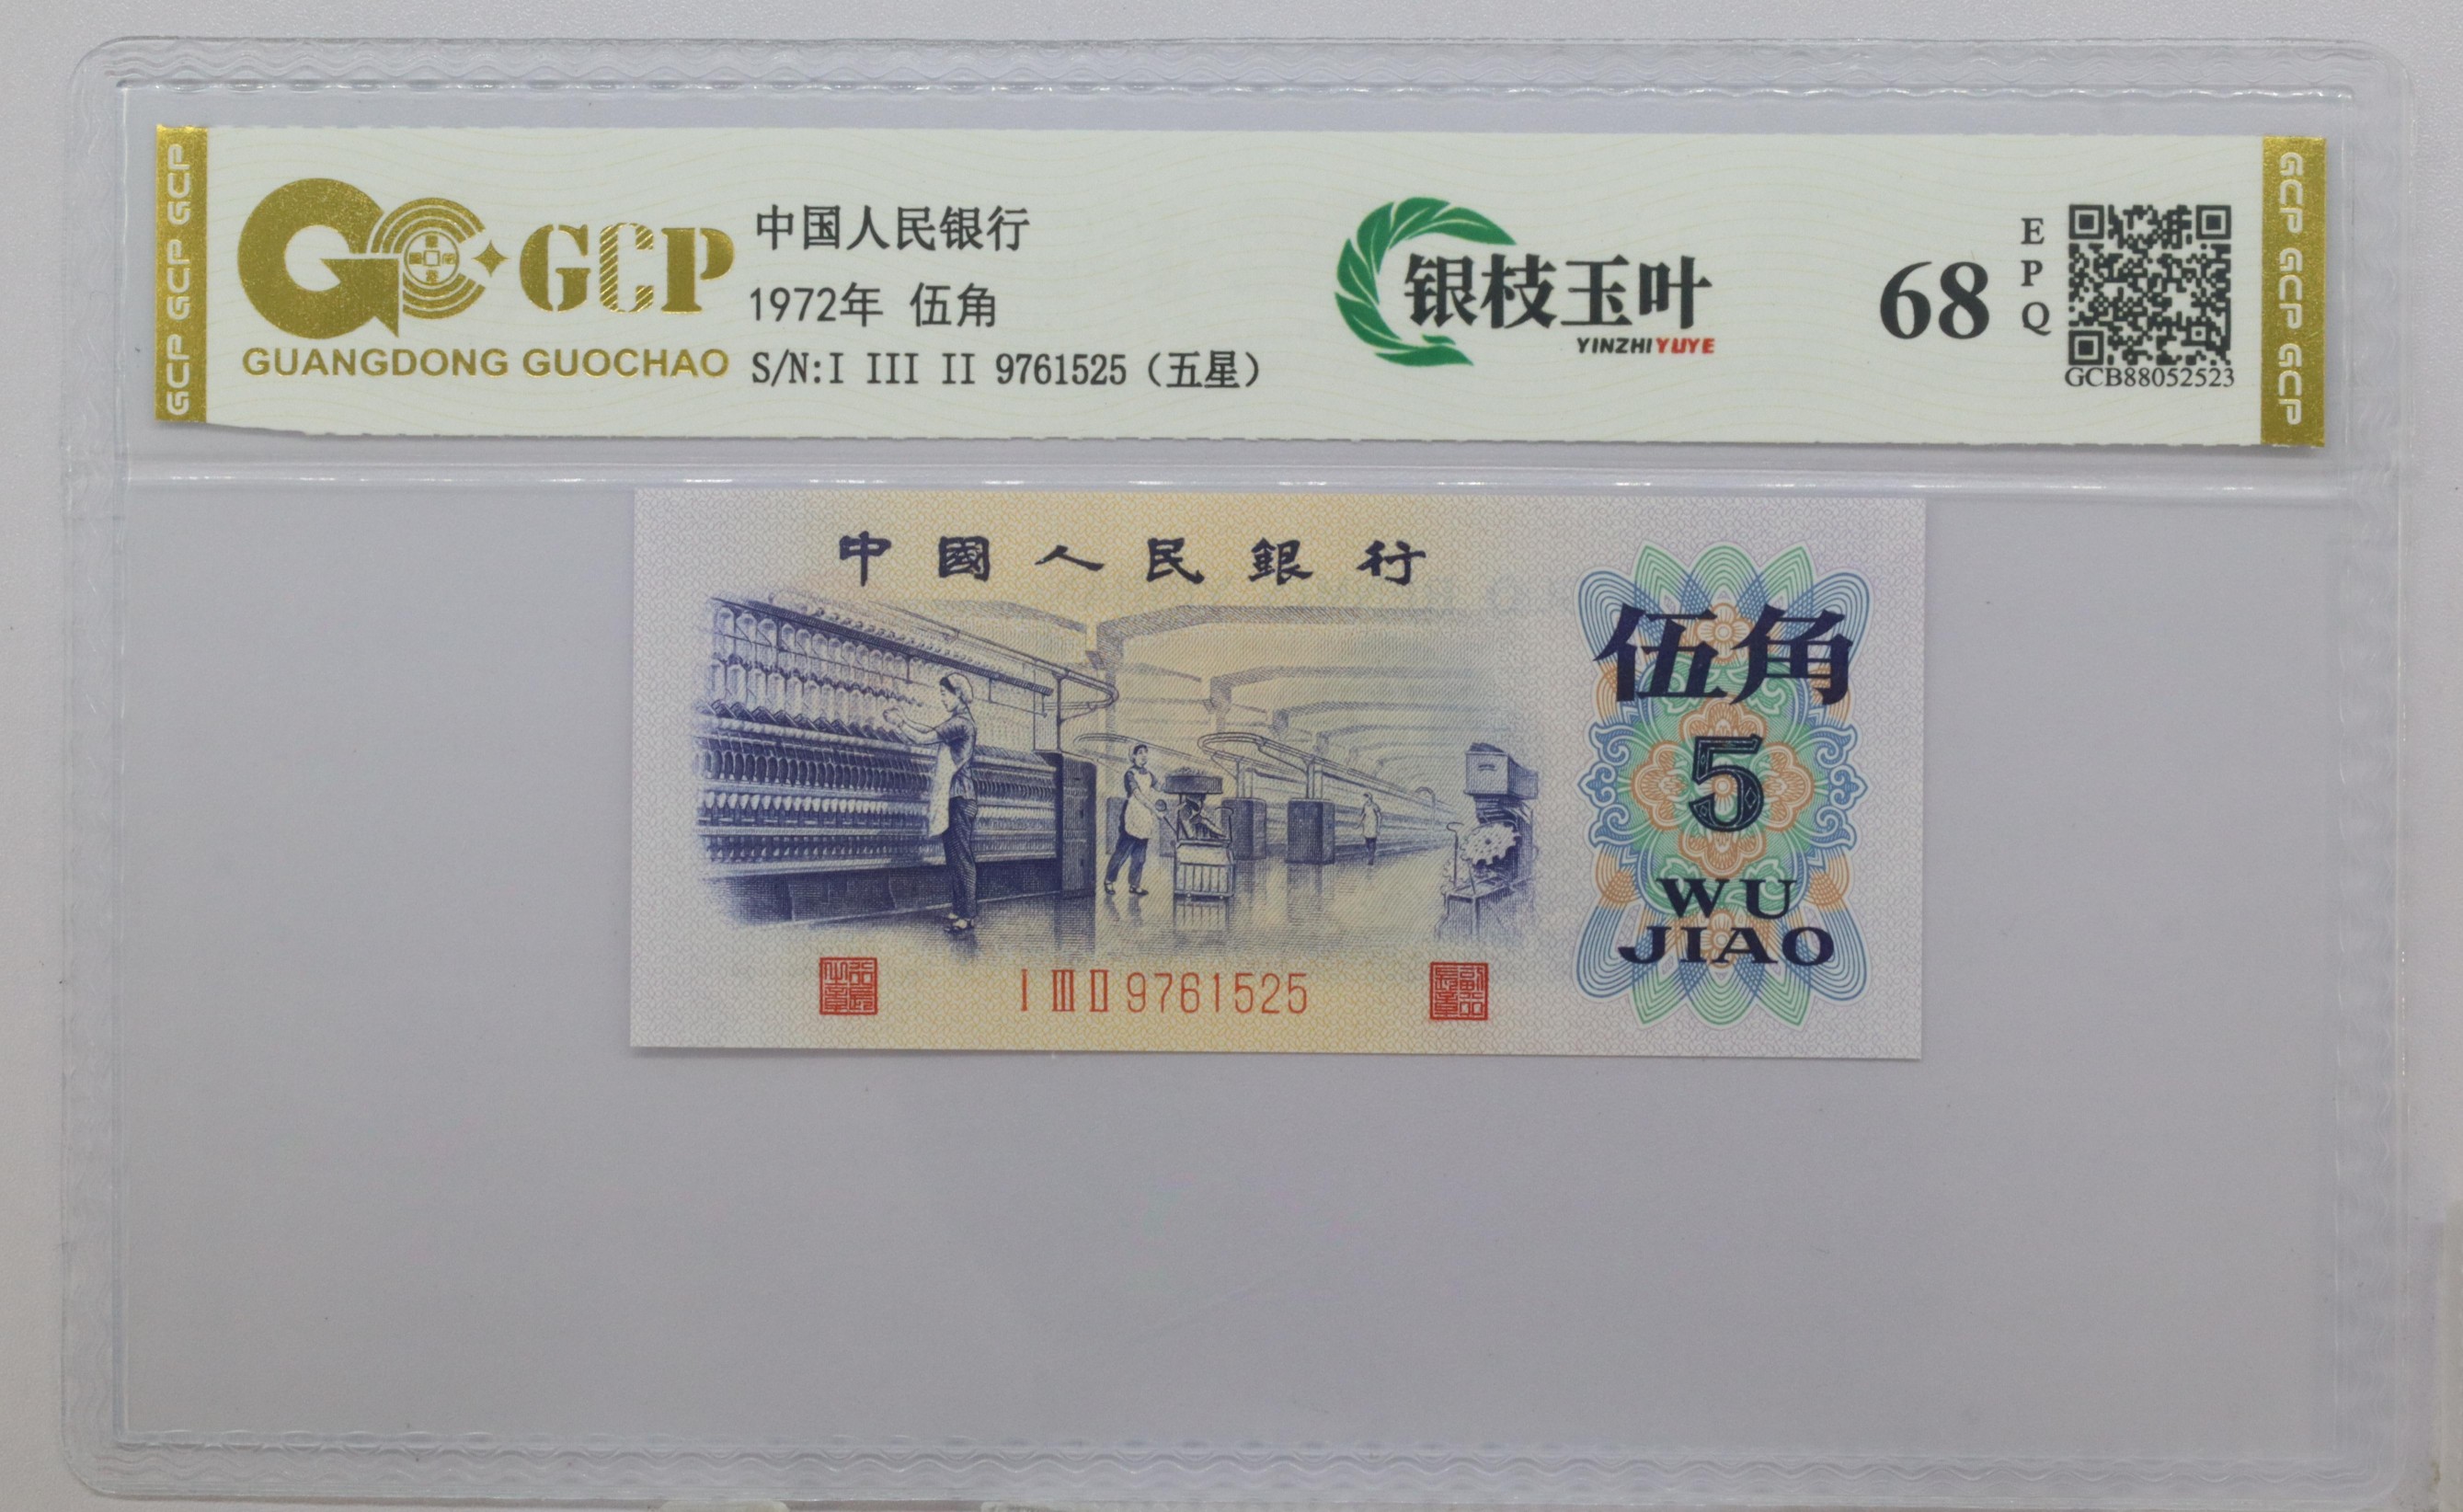 GCP GCP GCP
GCP
GUANGDONG GUOCHAO
中国人民银行
1972年 伍角
S/N:I III II 9761525（五星）
银枝玉叶
YINZHIYUYE
68
EPQ
GCB88052523
GCP GCP GCP
中國人民銀行
伍角
5
WU
JIAO
I III II 9761525